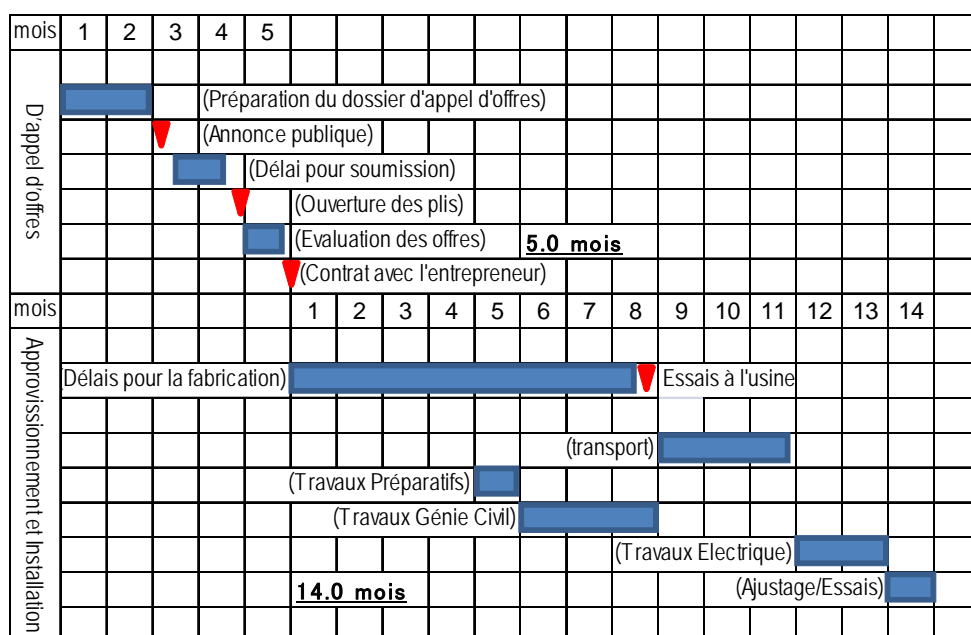 mois 1 2 3 4 5
D'appel d'offres
(Préparation du dossier d'appel d'offres)
(Annonce publique)
(Délai pour soumission)
(Ouverture des plis)
(Evaluation des offres) 5.0 mois
(Contrat avec l'entrepreneur)
mois 1 2 3 4 5 6 7 8 9 10 11 12 13 14
Approvissionnement et Installation
(Délais pour la fabrication) Essais à l'usine
(transport)
(Travaux Préparatifs)
(Travaux Génie Civil)
(Travaux Electrique)
14.0 mois (Ajustage/Essais)